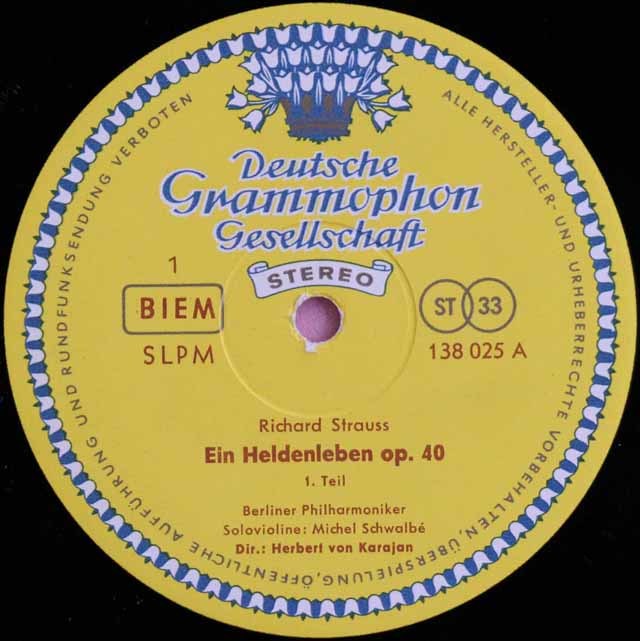 Deutsche
Grammophon
Gesellschaft
STEREO
1
BIEM
SLPM
ST 33
138 025 A
Richard Strauss
Ein Heldenleben op. 40
1. Teil
Berliner Philharmoniker
Solovioline: Michel Schwalbé
Dir.: Herbert von Karajan
ALLE HERSTELLER- UND URHEBERRECHTE VORBEHALTEN, ÜBERSPIELUNG, ÖFFENTLICHE AUFFÜHRUNG UND RUNDFUNKSENDUNG VERBOTEN